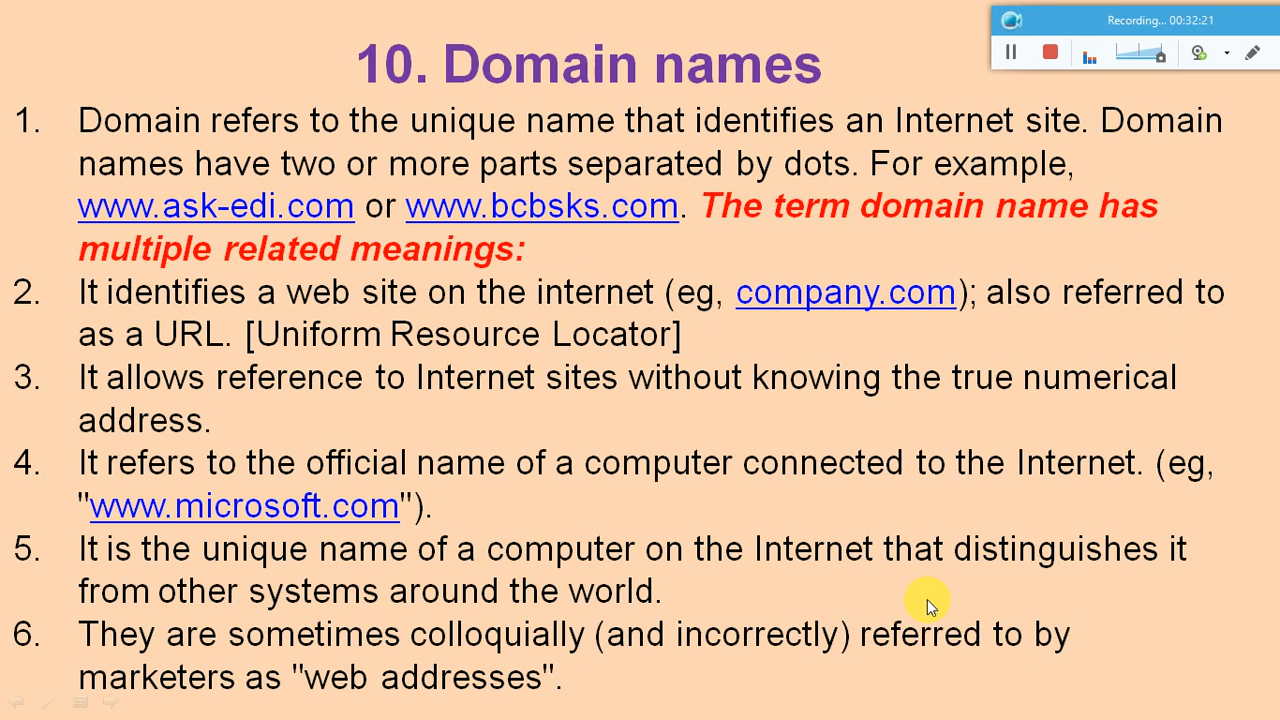 Recording... 00:32:21
10. Domain names
1. Domain refers to the unique name that identifies an Internet site. Domain
names have two or more parts separated by dots. For example,
www.ask-edi.com or www.bcbsks.com. The term domain name has
multiple related meanings:
2. It identifies a web site on the internet (eg, company.com); also referred to
as a URL. [Uniform Resource Locator]
3. It allows reference to Internet sites without knowing the true numerical
address.
4. It refers to the official name of a computer connected to the Internet. (eg,
"www.microsoft.com").
5. It is the unique name of a computer on the Internet that distinguishes it
from other systems around the world.
6. They are sometimes colloquially (and incorrectly) referred to by
marketers as "web addresses".